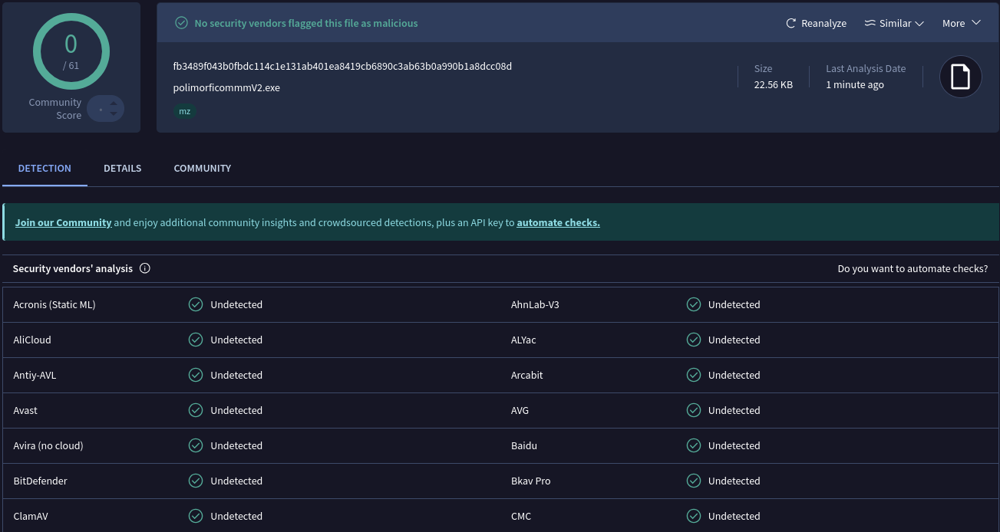 0
/ 61
Community
Score
No security vendors flagged this file as malicious
Reanalyze
Similar
More
fb3489f043b0fbdc114c1e131ab401ea8419cb6890c3ab63b0a990b1a8dcc08d
polimorficommmV2.exe
mz
Size
22.56 KB
Last Analysis Date
1 minute ago
DETECTION DETAILS COMMUNITY
Join our Community and enjoy additional community insights and crowdsourced detections, plus an API key to automate checks.
Security vendors' analysis Do you want to automate checks?
Acronis (Static ML) Undetected AhnLab-V3 Undetected
AliCloud Undetected ALYac Undetected
Antiy-AVL Undetected Arcabit Undetected
Avast Undetected AVG Undetected
Avira (no cloud) Undetected Baidu Undetected
BitDefender Undetected Bkav Pro Undetected
ClamAV Undetected CMC Undetected